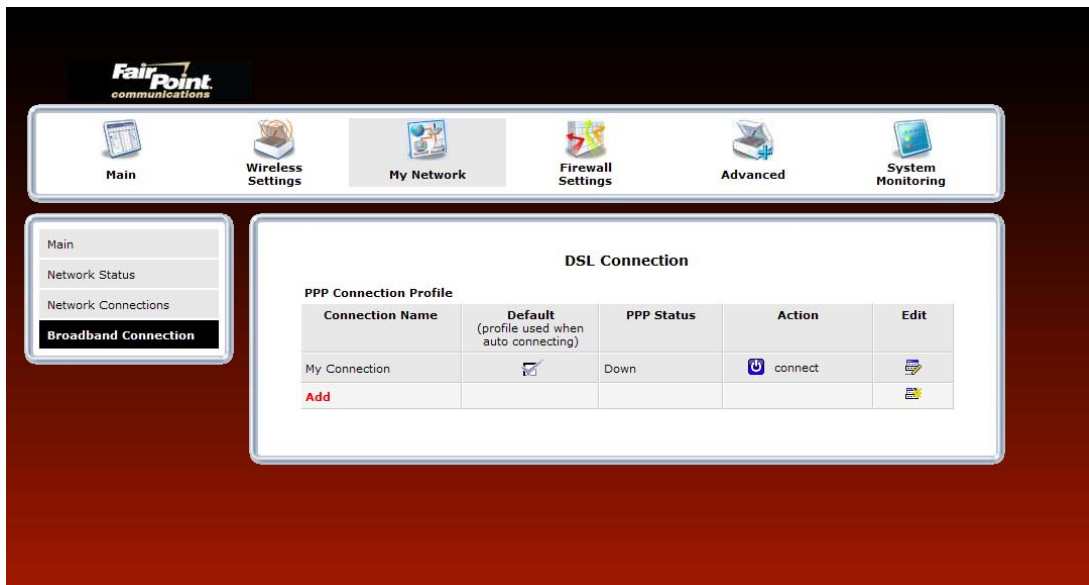 FairPoint.
communications
Main
Wireless
Settings
My Network
Firewall
Settings
Advanced
System
Monitoring
Main
Network Status
Network Connections
Broadband Connection
DSL Connection
PPP Connection Profile
Connection Name
Default
(profile used when
auto connecting)
PPP Status
Action
Edit
My Connection
Down
connect
Add